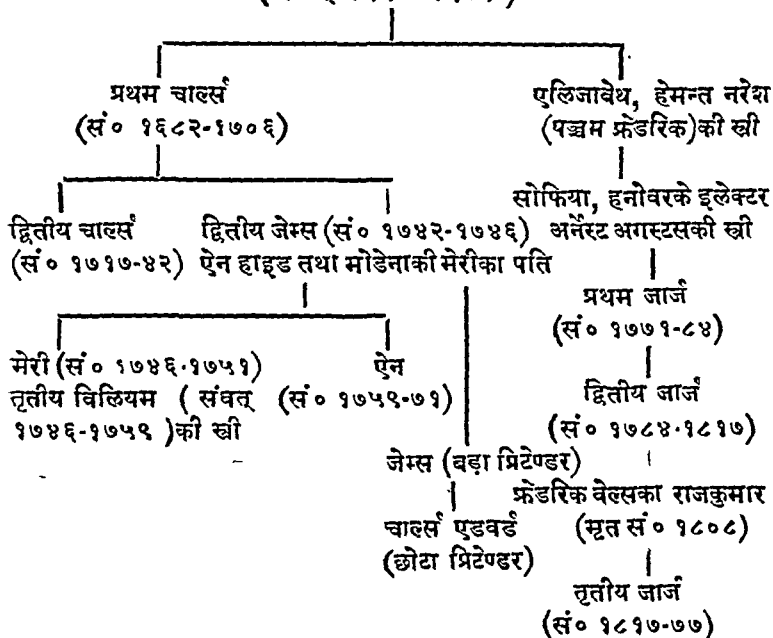 प्रथम चार्ल्स
(सं० १६८२-१७०६)
एलिजाबेथ, हेमन्त नरेश
(पञ्चम फ्रेडरिक)की स्त्री
सोफिया, हनोवरके इलेक्टर
अर्नेस्ट अगस्टसकी स्त्री
द्वितीय चार्ल्स
(सं० १७१७-४२)
द्वितीय जेम्स (सं० १७४२-१७४६)
ऐन हाइड तथा मोडेनाकी मेरीका पति
प्रथम जार्ज
(सं० १७७१-८४)
मेरी (सं० १७४६-१७५१)
तृतीय विलियम ( संवत्
१७४६-१७५९ )की स्त्री
ऐन
(सं० १७५९-७१)
द्वितीय जार्ज
(सं० १७८४-१८१७)
जेम्स (बड़ा प्रिटेण्डर)
फ्रेडरिक वेल्सका राजकुमार
(मृत सं० १८०८)
चार्ल्स एडवर्ड
(छोटा प्रिटेण्डर)
तृतीय जार्ज
(सं० १८१७-७७)